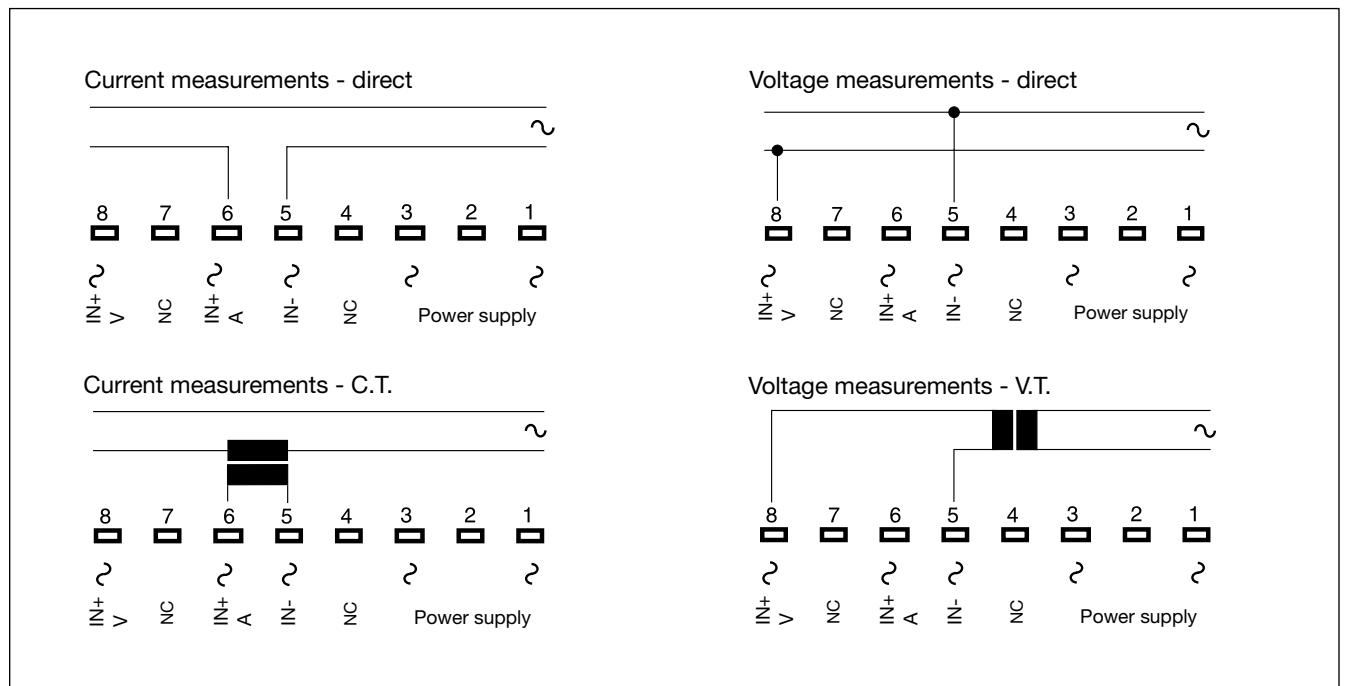 Current measurements - direct
8 7 6 5 4 3 2 1
IN+ V NC IN+ A IN- NC Power supply
Voltage measurements - direct
8 7 6 5 4 3 2 1
IN+ V NC IN+ A IN- NC Power supply
Current measurements - C.T.
8 7 6 5 4 3 2 1
IN+ V NC IN+ A IN- NC Power supply
Voltage measurements - V.T.
8 7 6 5 4 3 2 1
IN+ V NC IN+ A IN- NC Power supply